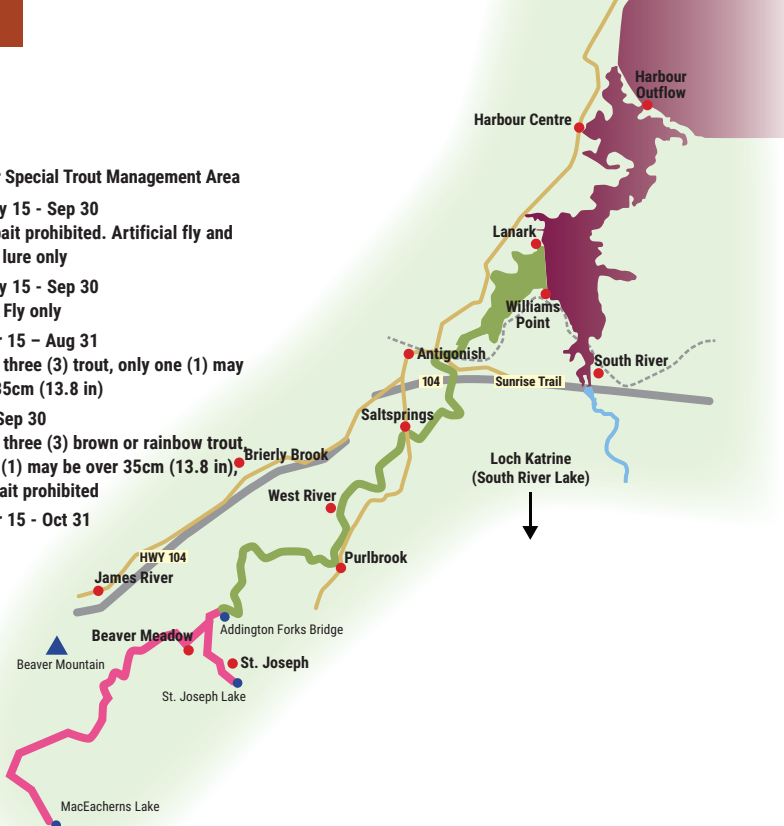 Special Trout Management Area
15 - Sep 30
prohibited. Artificial fly and
lure only
15 - Sep 30
Fly only
15 – Aug 31
three (3) trout, only one (1) may
35cm (13.8 in)
Sep 30
three (3) brown or rainbow trout,
(1) may be over 35cm (13.8 in),
prohibited
15 - Oct 31
Harbour
Outflow
Harbour Centre
Lanark
Williams
Point
Antigonish
South River
104
Sunrise Trail
Saltsprings
Brierly Brook
Loch Katrine
(South River Lake)
West River
HWY 104
Purlbrook
James River
Addington Forks Bridge
Beaver Meadow
Beaver Mountain
St. Joseph
St. Joseph Lake
MacEacherns Lake